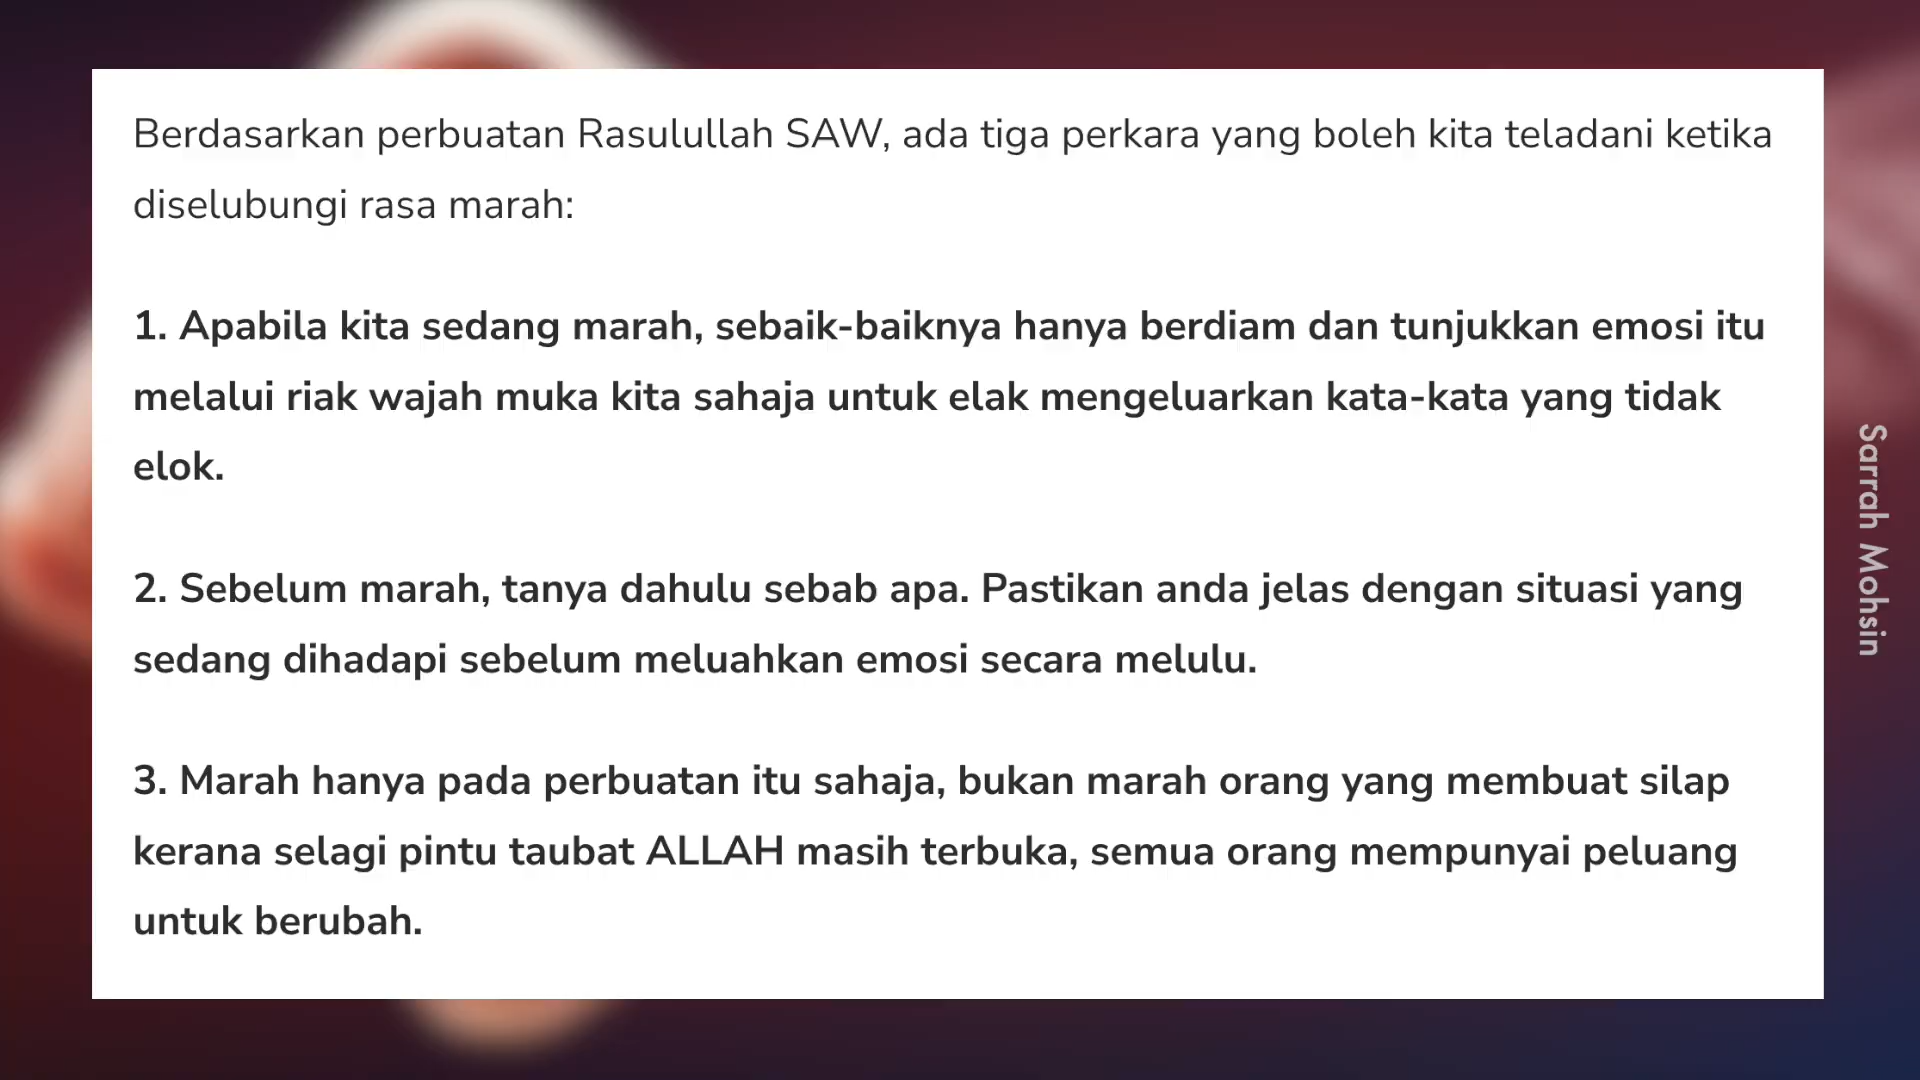 Berdasarkan perbuatan Rasulullah SAW, ada tiga perkara yang boleh kita teladani ketika
diselubungi rasa marah:
1. Apabila kita sedang marah, sebaik-baiknya hanya berdiam dan tunjukkan emosi itu
melalui riak wajah muka kita sahaja untuk elak mengeluarkan kata-kata yang tidak
elok.
2. Sebelum marah, tanya dahulu sebab apa. Pastikan anda jelas dengan situasi yang
sedang dihadapi sebelum meluahkan emosi secara melulu.
3. Marah hanya pada perbuatan itu sahaja, bukan marah orang yang membuat silap
kerana selagi pintu taubat ALLAH masih terbuka, semua orang mempunyai peluang
untuk berubah.
Sarrah Mohsin